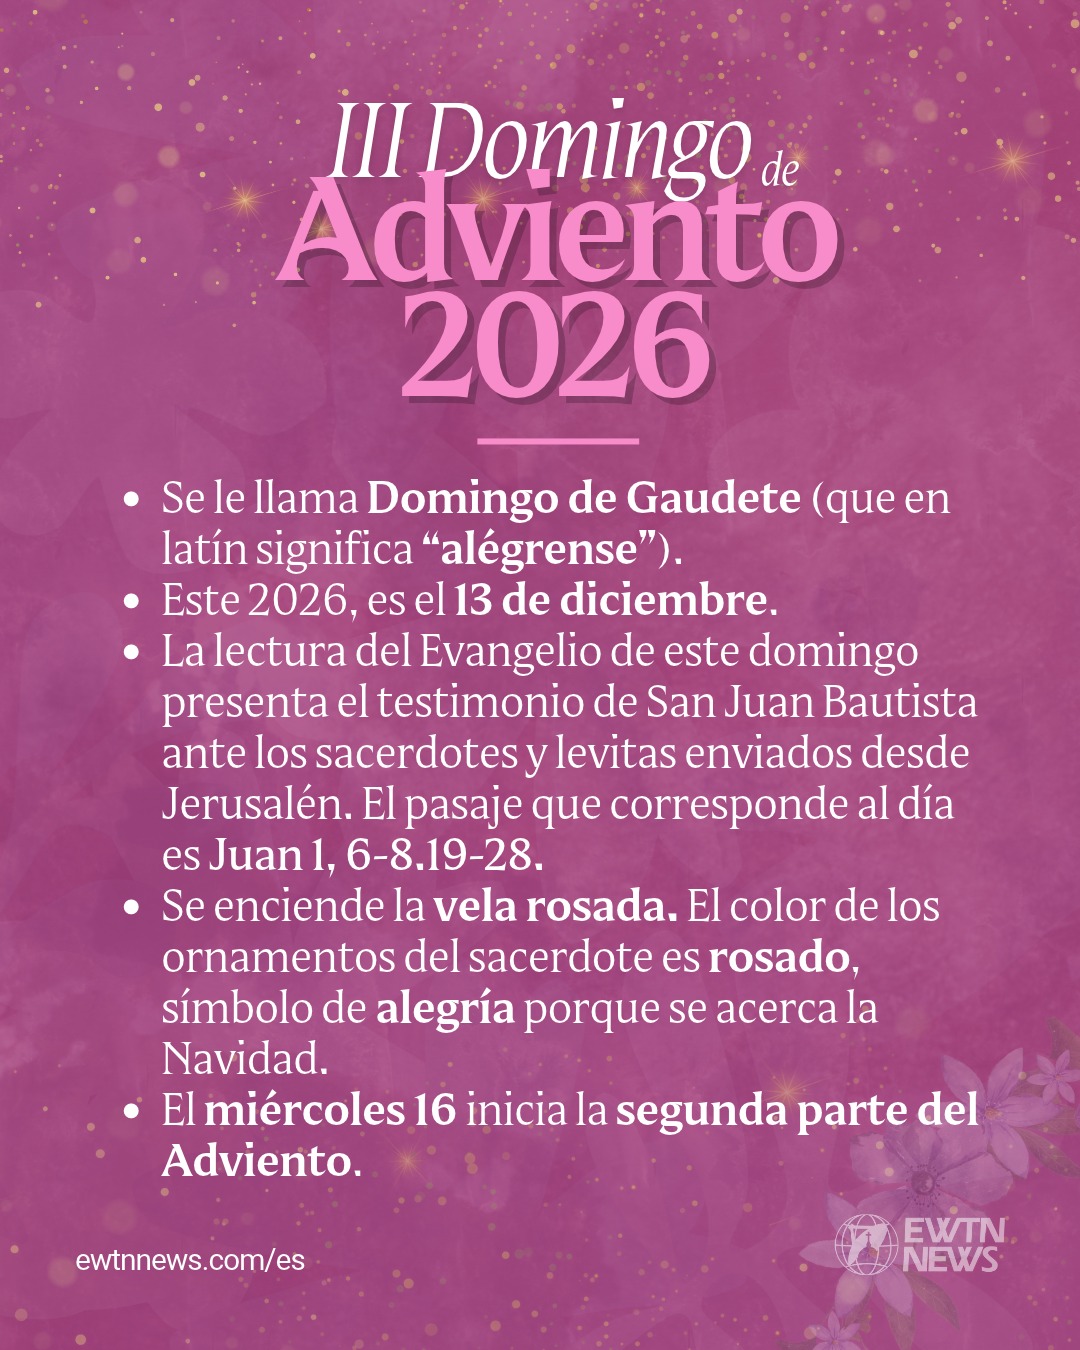 III Domingo de
Adviento
2026
• Se le llama Domingo de Gaudete (que en
latín significa “alégrense”).
• Este 2026, es el 13 de diciembre.
• La lectura del Evangelio de este domingo
presenta el testimonio de San Juan Bautista
ante los sacerdotes y levitas enviados desde
Jerusalén. El pasaje que corresponde al día
es Juan 1, 6-8.19-28.
• Se enciende la vela rosada. El color de los
ornamentos del sacerdote es rosado,
símbolo de alegría porque se acerca la
Navidad.
• El miércoles 16 inicia la segunda parte del
Adviento.
ewtnnews.com/es
EWTN
NEWS